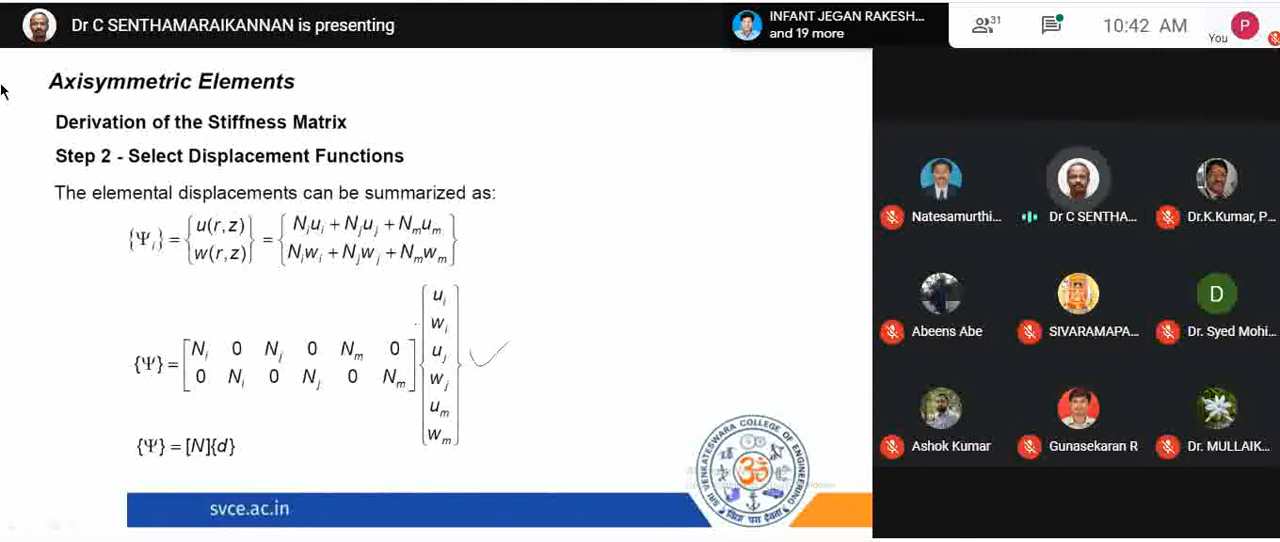 Dr C SENTHAMARAIKANNAN is presenting
INFANT JEGAN RAKESH...
and 19 more
31
10:42 AM
You
P
Axisymmetric Elements
Derivation of the Stiffness Matrix
Step 2 - Select Displacement Functions
The elemental displacements can be summarized as:
{Ψᵢ} = {u(r,z) w(r,z)} = {Nᵢuᵢ + Nⱼuⱼ + Nₘuₘ Nᵢwᵢ + Nⱼwⱼ + Nₘwₘ}
{Ψ} = [Nᵢ 0 Nⱼ 0 Nₘ 0
0 Nᵢ 0 Nⱼ 0 Nₘ]
{uᵢ
wᵢ
uⱼ
wⱼ
uₘ
wₘ}
{Ψ} = [N]{d}
SRI VENKATESWARA COLLEGE OF ENGINEERING
विद्या परा देवता
svce.ac.in
Natesamurthi...
Dr C SENTHA...
Dr.K.Kumar, P...
Abeens Abe
SIVARAMAPA...
D
Dr. Syed Mohi...
Ashok Kumar
Gunasekaran R
Dr. MULLAIK...